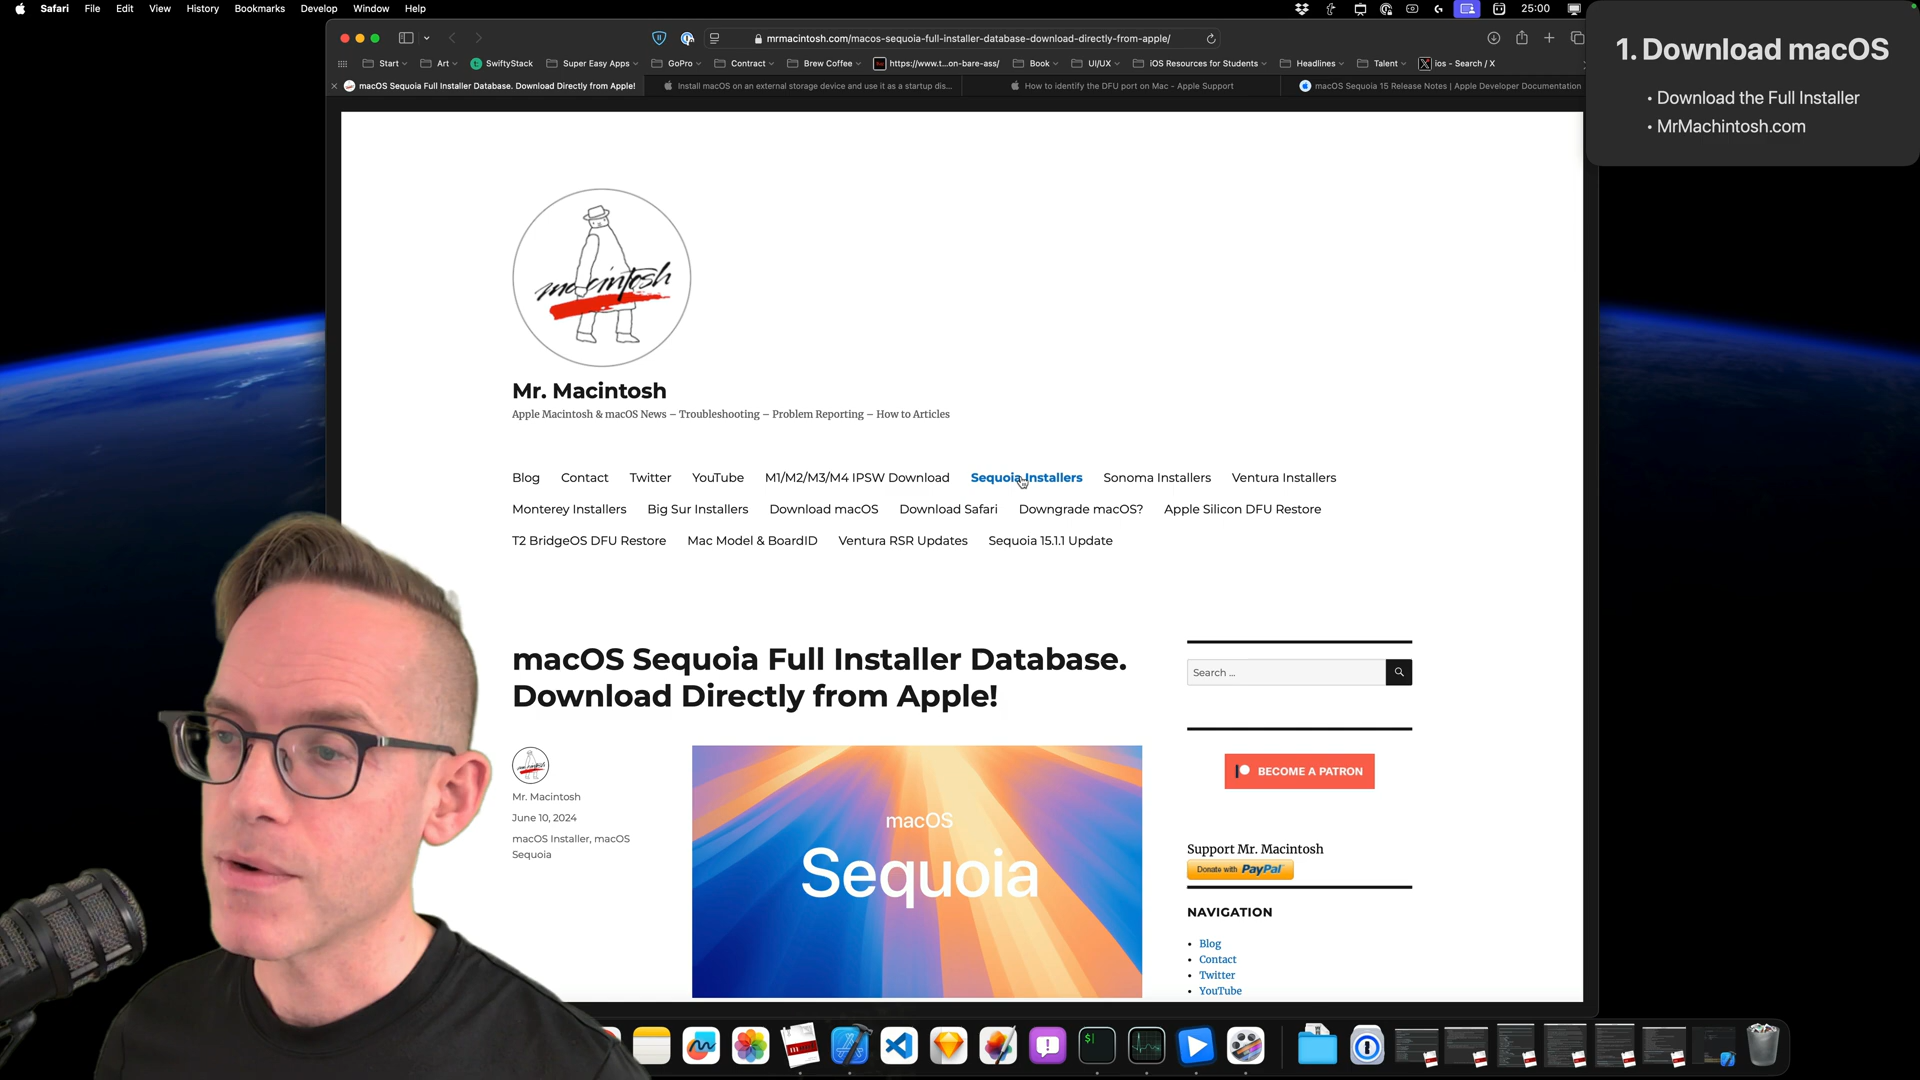 Safari File Edit View History Bookmarks Develop Window Help 25:00
mrmacintosh.com/macos-sequoia-full-installer-database-download-directly-from-apple/
Start Art SwiftyStack Super Easy Apps GoPro Contract Brew Coffee https://www.t...on-bare-ass/ Book UI/UX iOS Resources for Students Headlines Talent ios - Search / X
macOS Sequoia Full Installer Database. Download Directly from Apple! Install macOS on an external storage device and use it as a startup dis... How to identify the DFU port on Mac - Apple Support macOS Sequoia 15 Release Notes | Apple Developer Documentation
1. Download macOS
• Download the Full Installer
• MrMachintosh.com
macintosh
Mr. Macintosh
Apple Macintosh & macOS News – Troubleshooting – Problem Reporting – How to Articles
Blog Contact Twitter YouTube M1/M2/M3/M4 IPSW Download Sequoia Installers Sonoma Installers Ventura Installers
Monterey Installers Big Sur Installers Download macOS Download Safari Downgrade macOS? Apple Silicon DFU Restore
T2 BridgeOS DFU Restore Mac Model & BoardID Ventura RSR Updates Sequoia 15.1.1 Update
macOS Sequoia Full Installer Database.
Download Directly from Apple!
Mr. Macintosh
June 10, 2024
macOS Installer, macOS
Sequoia
macOS
Sequoia
Search ...
BECOME A PATRON
Support Mr. Macintosh
Donate with PayPal
NAVIGATION
• Blog
• Contact
• Twitter
• YouTube